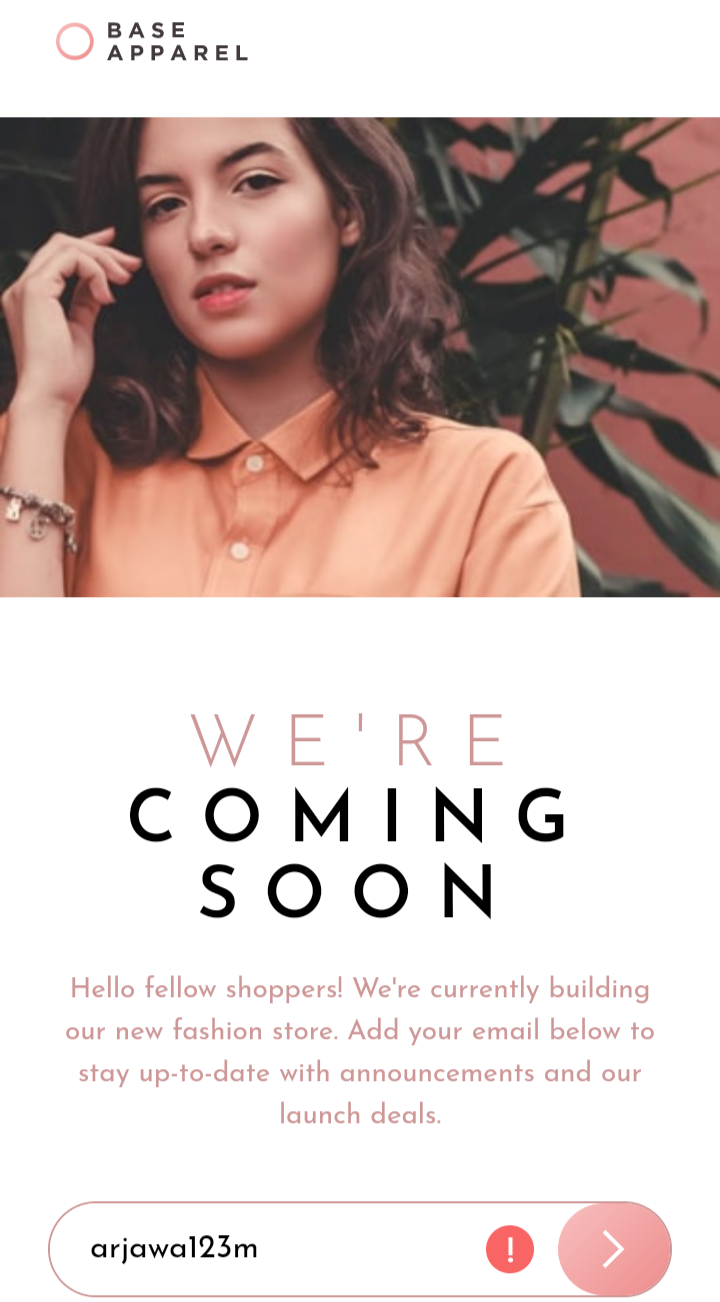 BASE
APPAREL
WE'RE
COMING
SOON
Hello fellow shoppers! We're currently building
our new fashion store. Add your email below to
stay up-to-date with announcements and our
launch deals.
arjawa123m
!